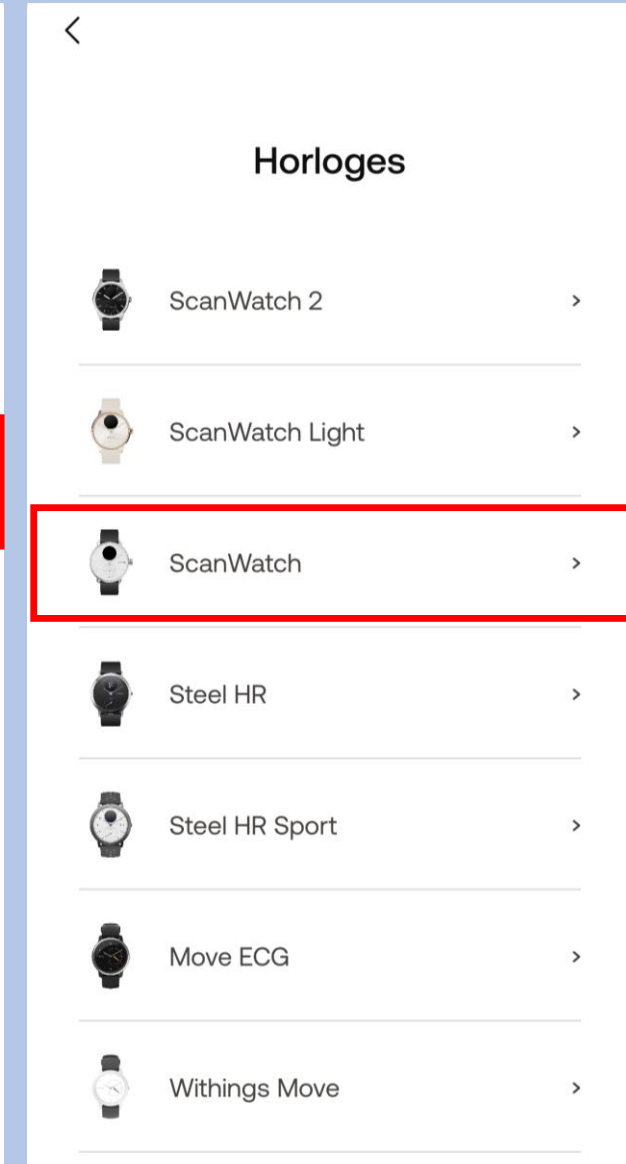 Horloges
ScanWatch 2
ScanWatch Light
ScanWatch
Steel HR
Steel HR Sport
Move ECG
Withings Move